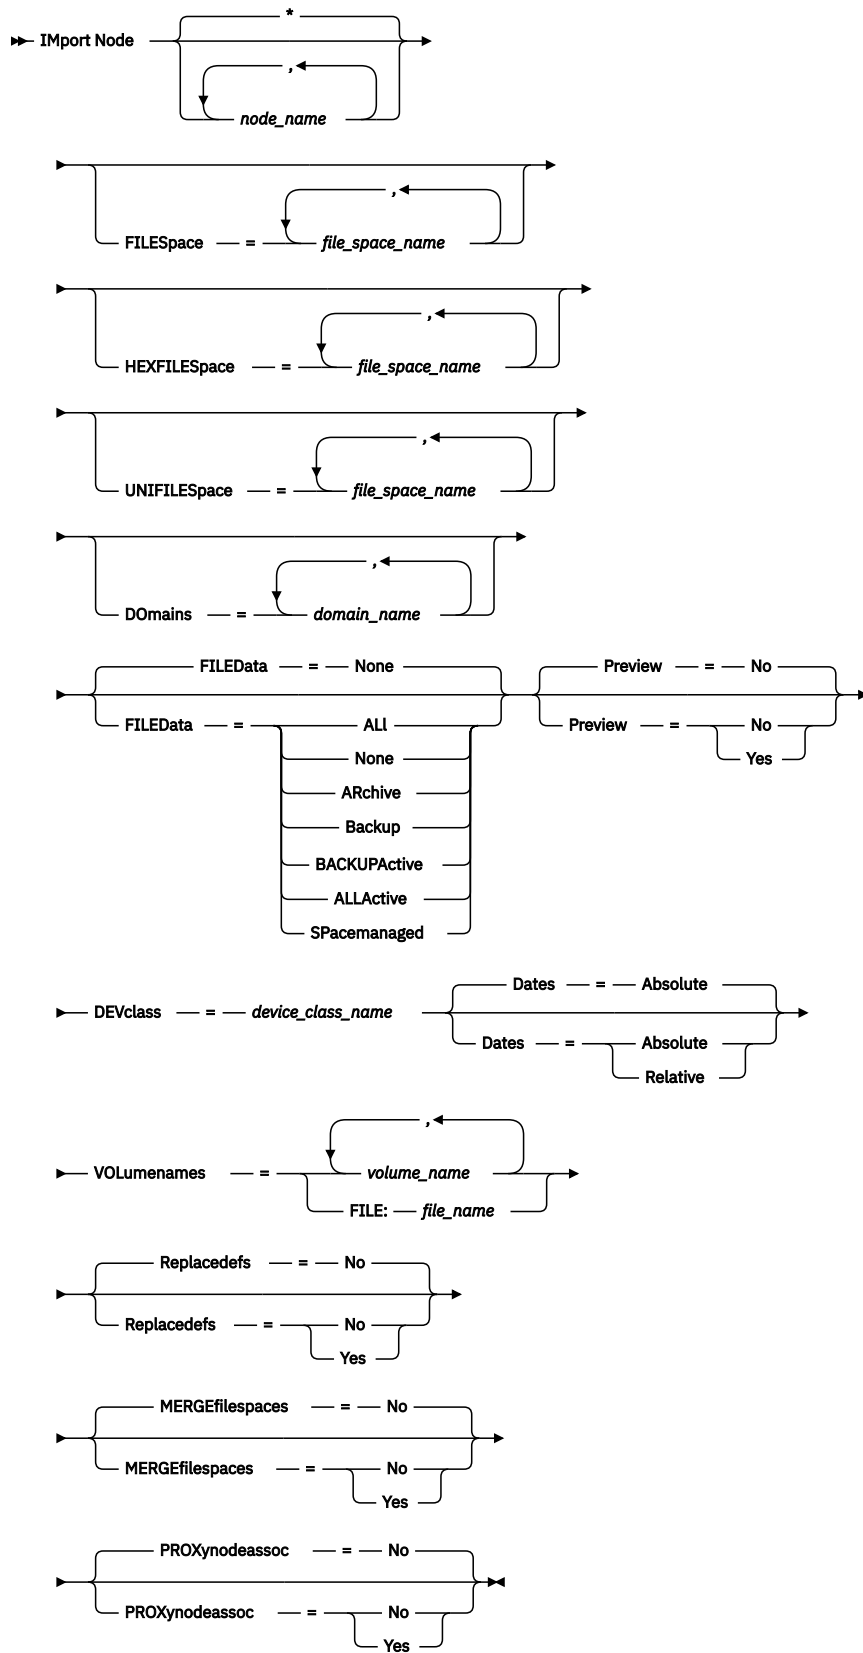 *
IMport Node
,
node_name
,
FILESpace = file_space_name
,
HEXFILESpace = file_space_name
,
UNIFILESpace = file_space_name
,
DOmains = domain_name
FILEData = None Preview = No
FILEData = ALl Preview = No
None Yes
ARchive
Backup
BACKUPActive
ALLActive
SPacemanaged
Dates = Absolute
DEVclass = device_class_name
Dates = Absolute
Relative
,
VOLumenames = volume_name
FILE: file_name
Replacedefs = No
Replacedefs = No
Yes
MERGEfilespaces = No
MERGEfilespaces = No
Yes
PROXynodeassoc = No
PROXynodeassoc = No
Yes